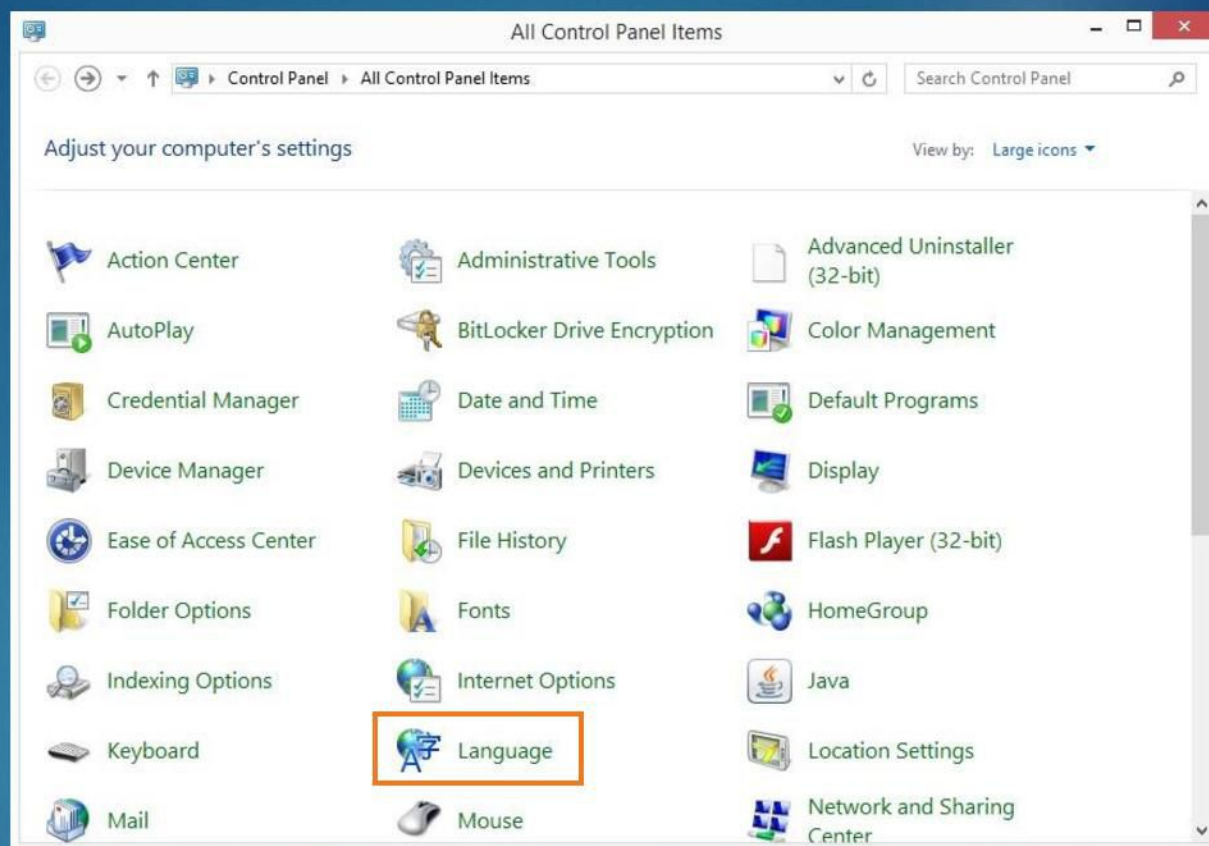 All Control Panel Items
Control Panel All Control Panel Items
Search Control Panel
Adjust your computer's settings
View by: Large icons
Action Center
Administrative Tools
Advanced Uninstaller
(32-bit)
AutoPlay
BitLocker Drive Encryption
Color Management
Credential Manager
Date and Time
Default Programs
Device Manager
Devices and Printers
Display
Ease of Access Center
File History
Flash Player (32-bit)
Folder Options
Fonts
HomeGroup
Indexing Options
Internet Options
Java
Keyboard
A字
Language
Location Settings
Mail
Mouse
Network and Sharing
Center